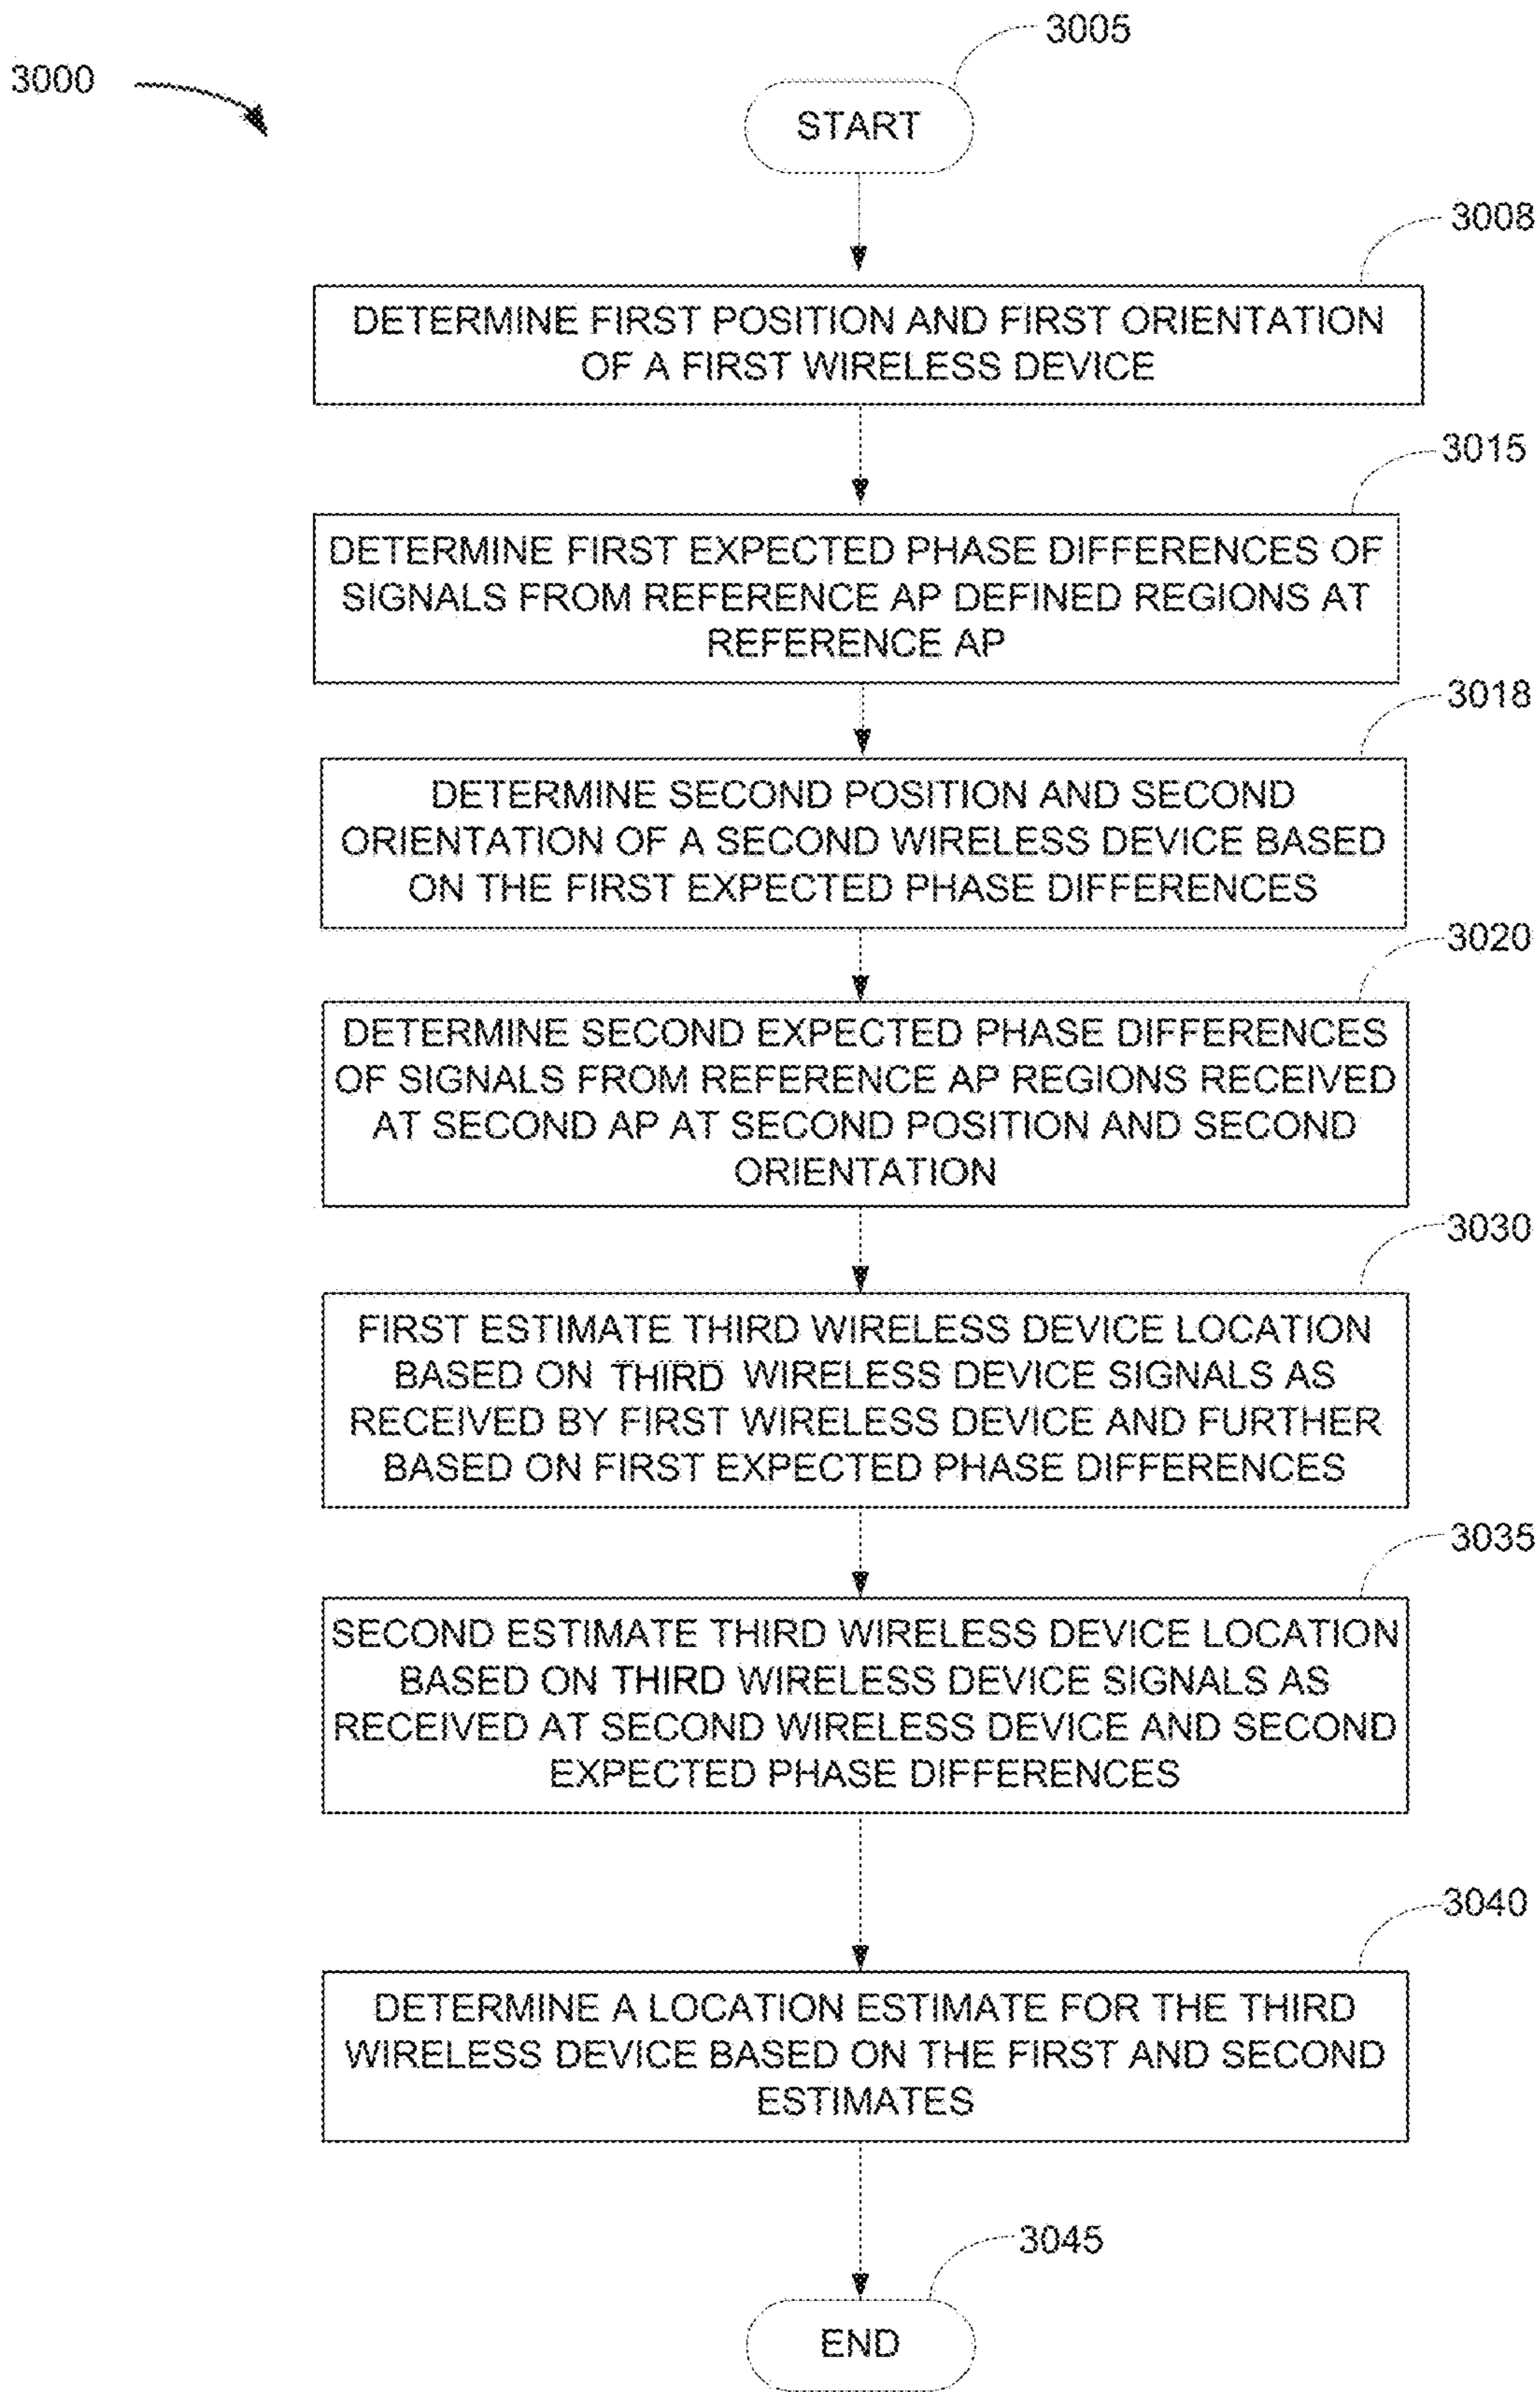 3005
3000
START
3008
DETERMINE FIRST POSITION AND FIRST ORIENTATION
OF A FIRST WIRELESS DEVICE
3015
DETERMINE FIRST EXPECTED PHASE DIFFERENCES OF
SIGNALS FROM REFERENCE AP DEFINED REGIONS AT
REFERENCE AP
3018
DETERMINE SECOND POSITION AND SECOND
ORIENTATION OF A SECOND WIRELESS DEVICE BASED
ON THE FIRST EXPECTED PHASE DIFFERENCES
3020
DETERMINE SECOND EXPECTED PHASE DIFFERENCES
OF SIGNALS FROM REFERENCE AP REGIONS RECEIVED
AT SECOND AP AT SECOND POSITION AND SECOND
ORIENTATION
3030
FIRST ESTIMATE THIRD WIRELESS DEVICE LOCATION
BASED ON THIRD WIRELESS DEVICE SIGNALS AS
RECEIVED BY FIRST WIRELESS DEVICE AND FURTHER
BASED ON FIRST EXPECTED PHASE DIFFERENCES
3035
SECOND ESTIMATE THIRD WIRELESS DEVICE LOCATION
BASED ON THIRD WIRELESS DEVICE SIGNALS AS
RECEIVED AT SECOND WIRELESS DEVICE AND SECOND
EXPECTED PHASE DIFFERENCES
3040
DETERMINE A LOCATION ESTIMATE FOR THE THIRD
WIRELESS DEVICE BASED ON THE FIRST AND SECOND
ESTIMATES
3045
END